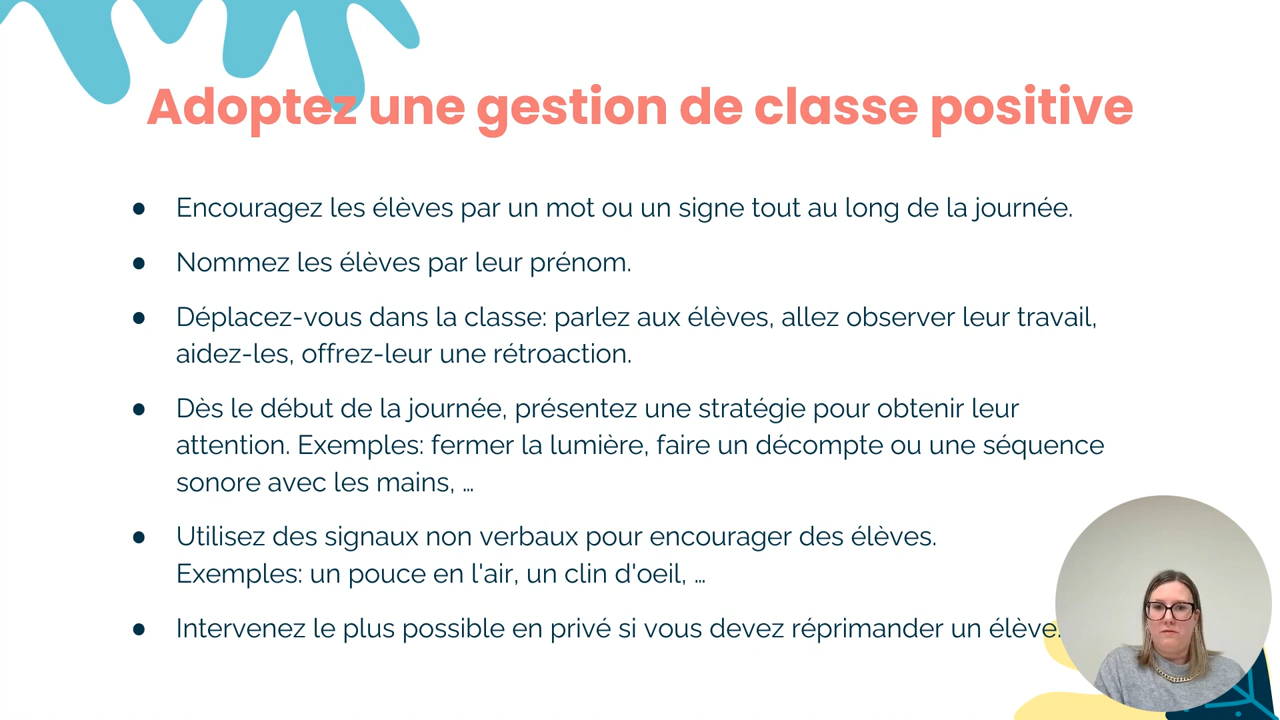 Adoptez une gestion de classe positive
● Encouragez les élèves par un mot ou un signe tout au long de la journée.
● Nommez les élèves par leur prénom.
● Déplacez-vous dans la classe: parlez aux élèves, allez observer leur travail,
aidez-les, offrez-leur une rétroaction.
● Dès le début de la journée, présentez une stratégie pour obtenir leur
attention. Exemples: fermer la lumière, faire un décompte ou une séquence
sonore avec les mains, ...
● Utilisez des signaux non verbaux pour encourager des élèves.
Exemples: un pouce en l'air, un clin d'oeil, ...
● Intervenez le plus possible en privé si vous devez réprimander un élève.